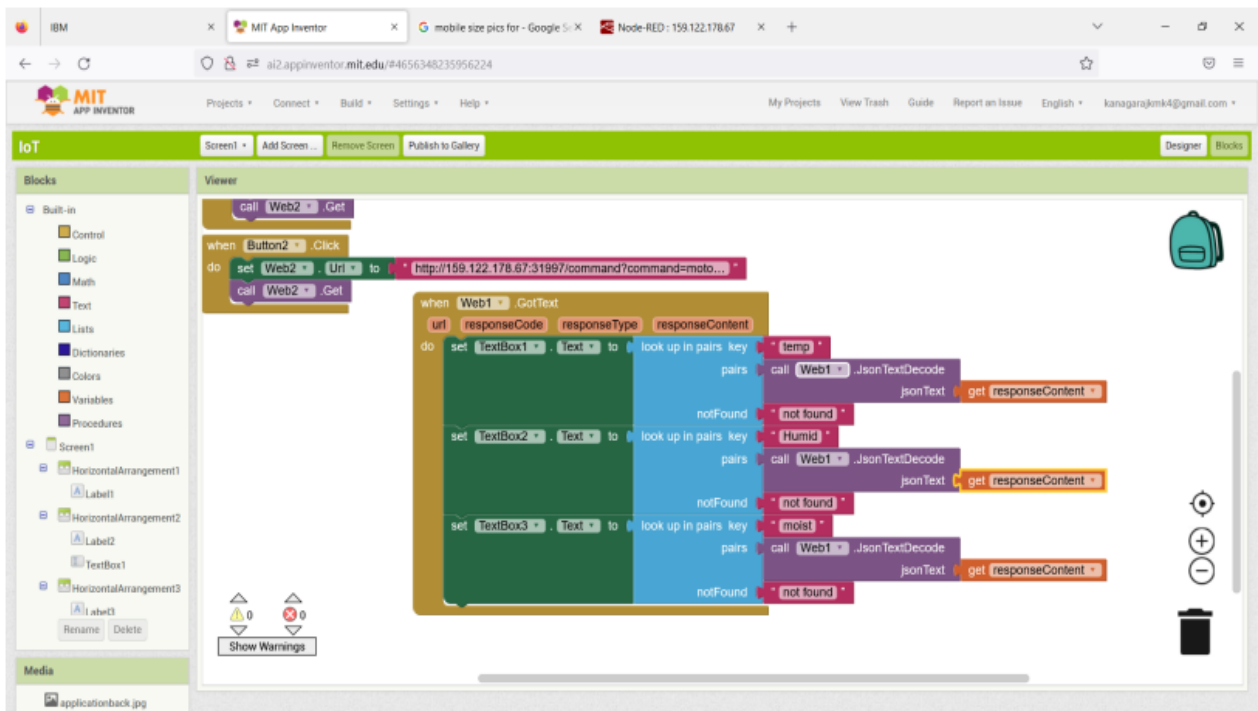 IBM
MIT App Inventor
mobile size pics for - Google Se
Node-RED : 159.122.178.67
ai2.appinventor.mit.edu/#4656348235956224
MIT
APP INVENTOR
Projects
Connect
Build
Settings
Help
My Projects
View Trash
Guide
Report an Issue
English
kanagarajkmk4@gmail.com
IoT
Screen1
Add Screen ...
Remove Screen
Publish to Gallery
Designer
Blocks
Blocks
Built-in
Control
Logic
Math
Text
Lists
Dictionaries
Colors
Variables
Procedures
Screen1
HorizontalArrangement1
Label1
HorizontalArrangement2
Label2
TextBox1
HorizontalArrangement3
Label3
Rename Delete
Media
applicationback.jpg
Viewer
call Web2 .Get
when Button2 .Click
do set Web2 . Url to " http://159.122.178.67:31997/command?command=moto... "
call Web2 .Get
when Web1 .GotText
url responseCode responseType responseContent
do set TextBox1 . Text to look up in pairs key " temp "
pairs call Web1 .JsonTextDecode
jsonText get responseContent
notFound " not found "
set TextBox2 . Text to look up in pairs key " Humid "
pairs call Web1 .JsonTextDecode
jsonText get responseContent
notFound " not found "
set TextBox3 . Text to look up in pairs key " moist "
pairs call Web1 .JsonTextDecode
jsonText get responseContent
notFound " not found "
0 0
Show Warnings